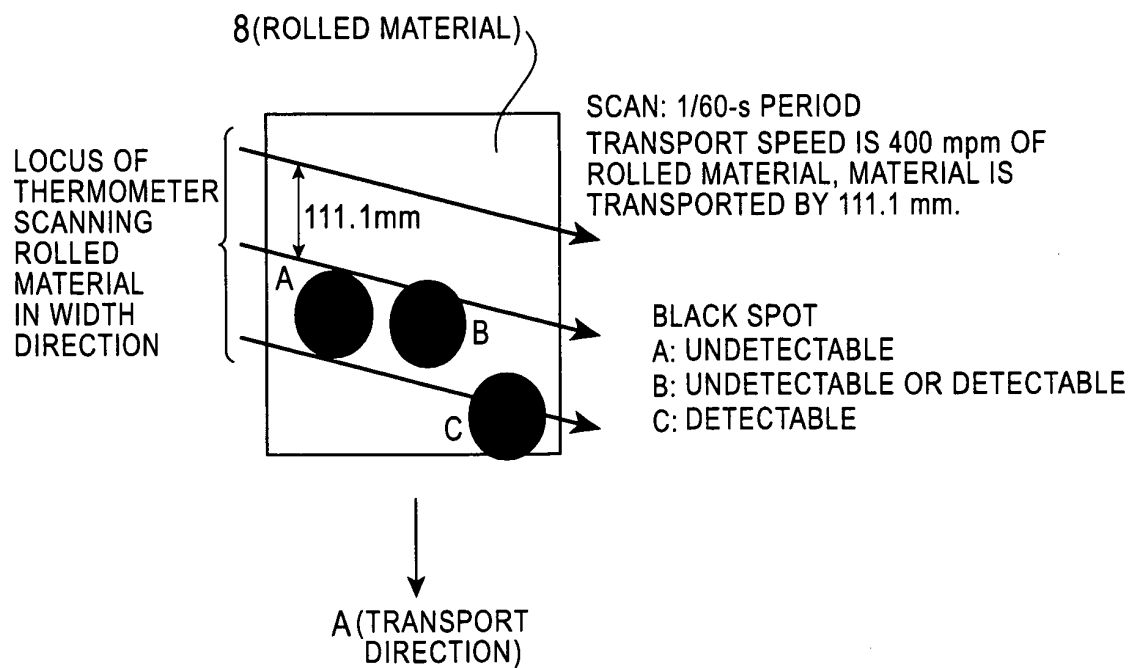 8(ROLLED MATERIAL)
SCAN: 1/60-s PERIOD
TRANSPORT SPEED IS 400 mpm OF
ROLLED MATERIAL, MATERIAL IS
TRANSPORTED BY 111.1 mm.
LOCUS OF
THERMOMETER
SCANNING
ROLLED
MATERIAL
IN WIDTH
DIRECTION
111.1mm
A
B
C
BLACK SPOT
A: UNDETECTABLE
B: UNDETECTABLE OR DETECTABLE
C: DETECTABLE
A(TRANSPORT
DIRECTION)